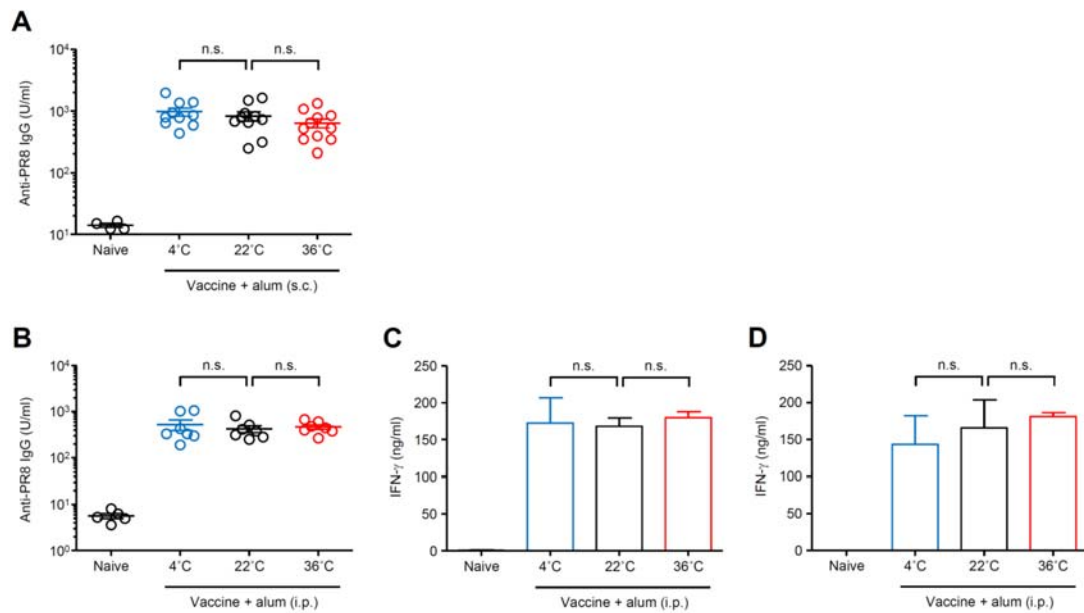 A
Anti-PR8 IgG (U/ml)
10⁴
10³
10²
10¹
n.s. n.s.
Naive 4˚C 22˚C 36˚C
Vaccine + alum (s.c.)
B
Anti-PR8 IgG (U/ml)
10⁴
10³
10²
10¹
10⁰
n.s. n.s.
Naive 4˚C 22˚C 36˚C
Vaccine + alum (i.p.)
C
IFN-γ (ng/ml)
250
200
150
100
50
0
n.s. n.s.
Naive 4˚C 22˚C 36˚C
Vaccine + alum (i.p.)
D
IFN-γ (ng/ml)
250
200
150
100
50
0
n.s. n.s.
Naive 4˚C 22˚C 36˚C
Vaccine + alum (i.p.)